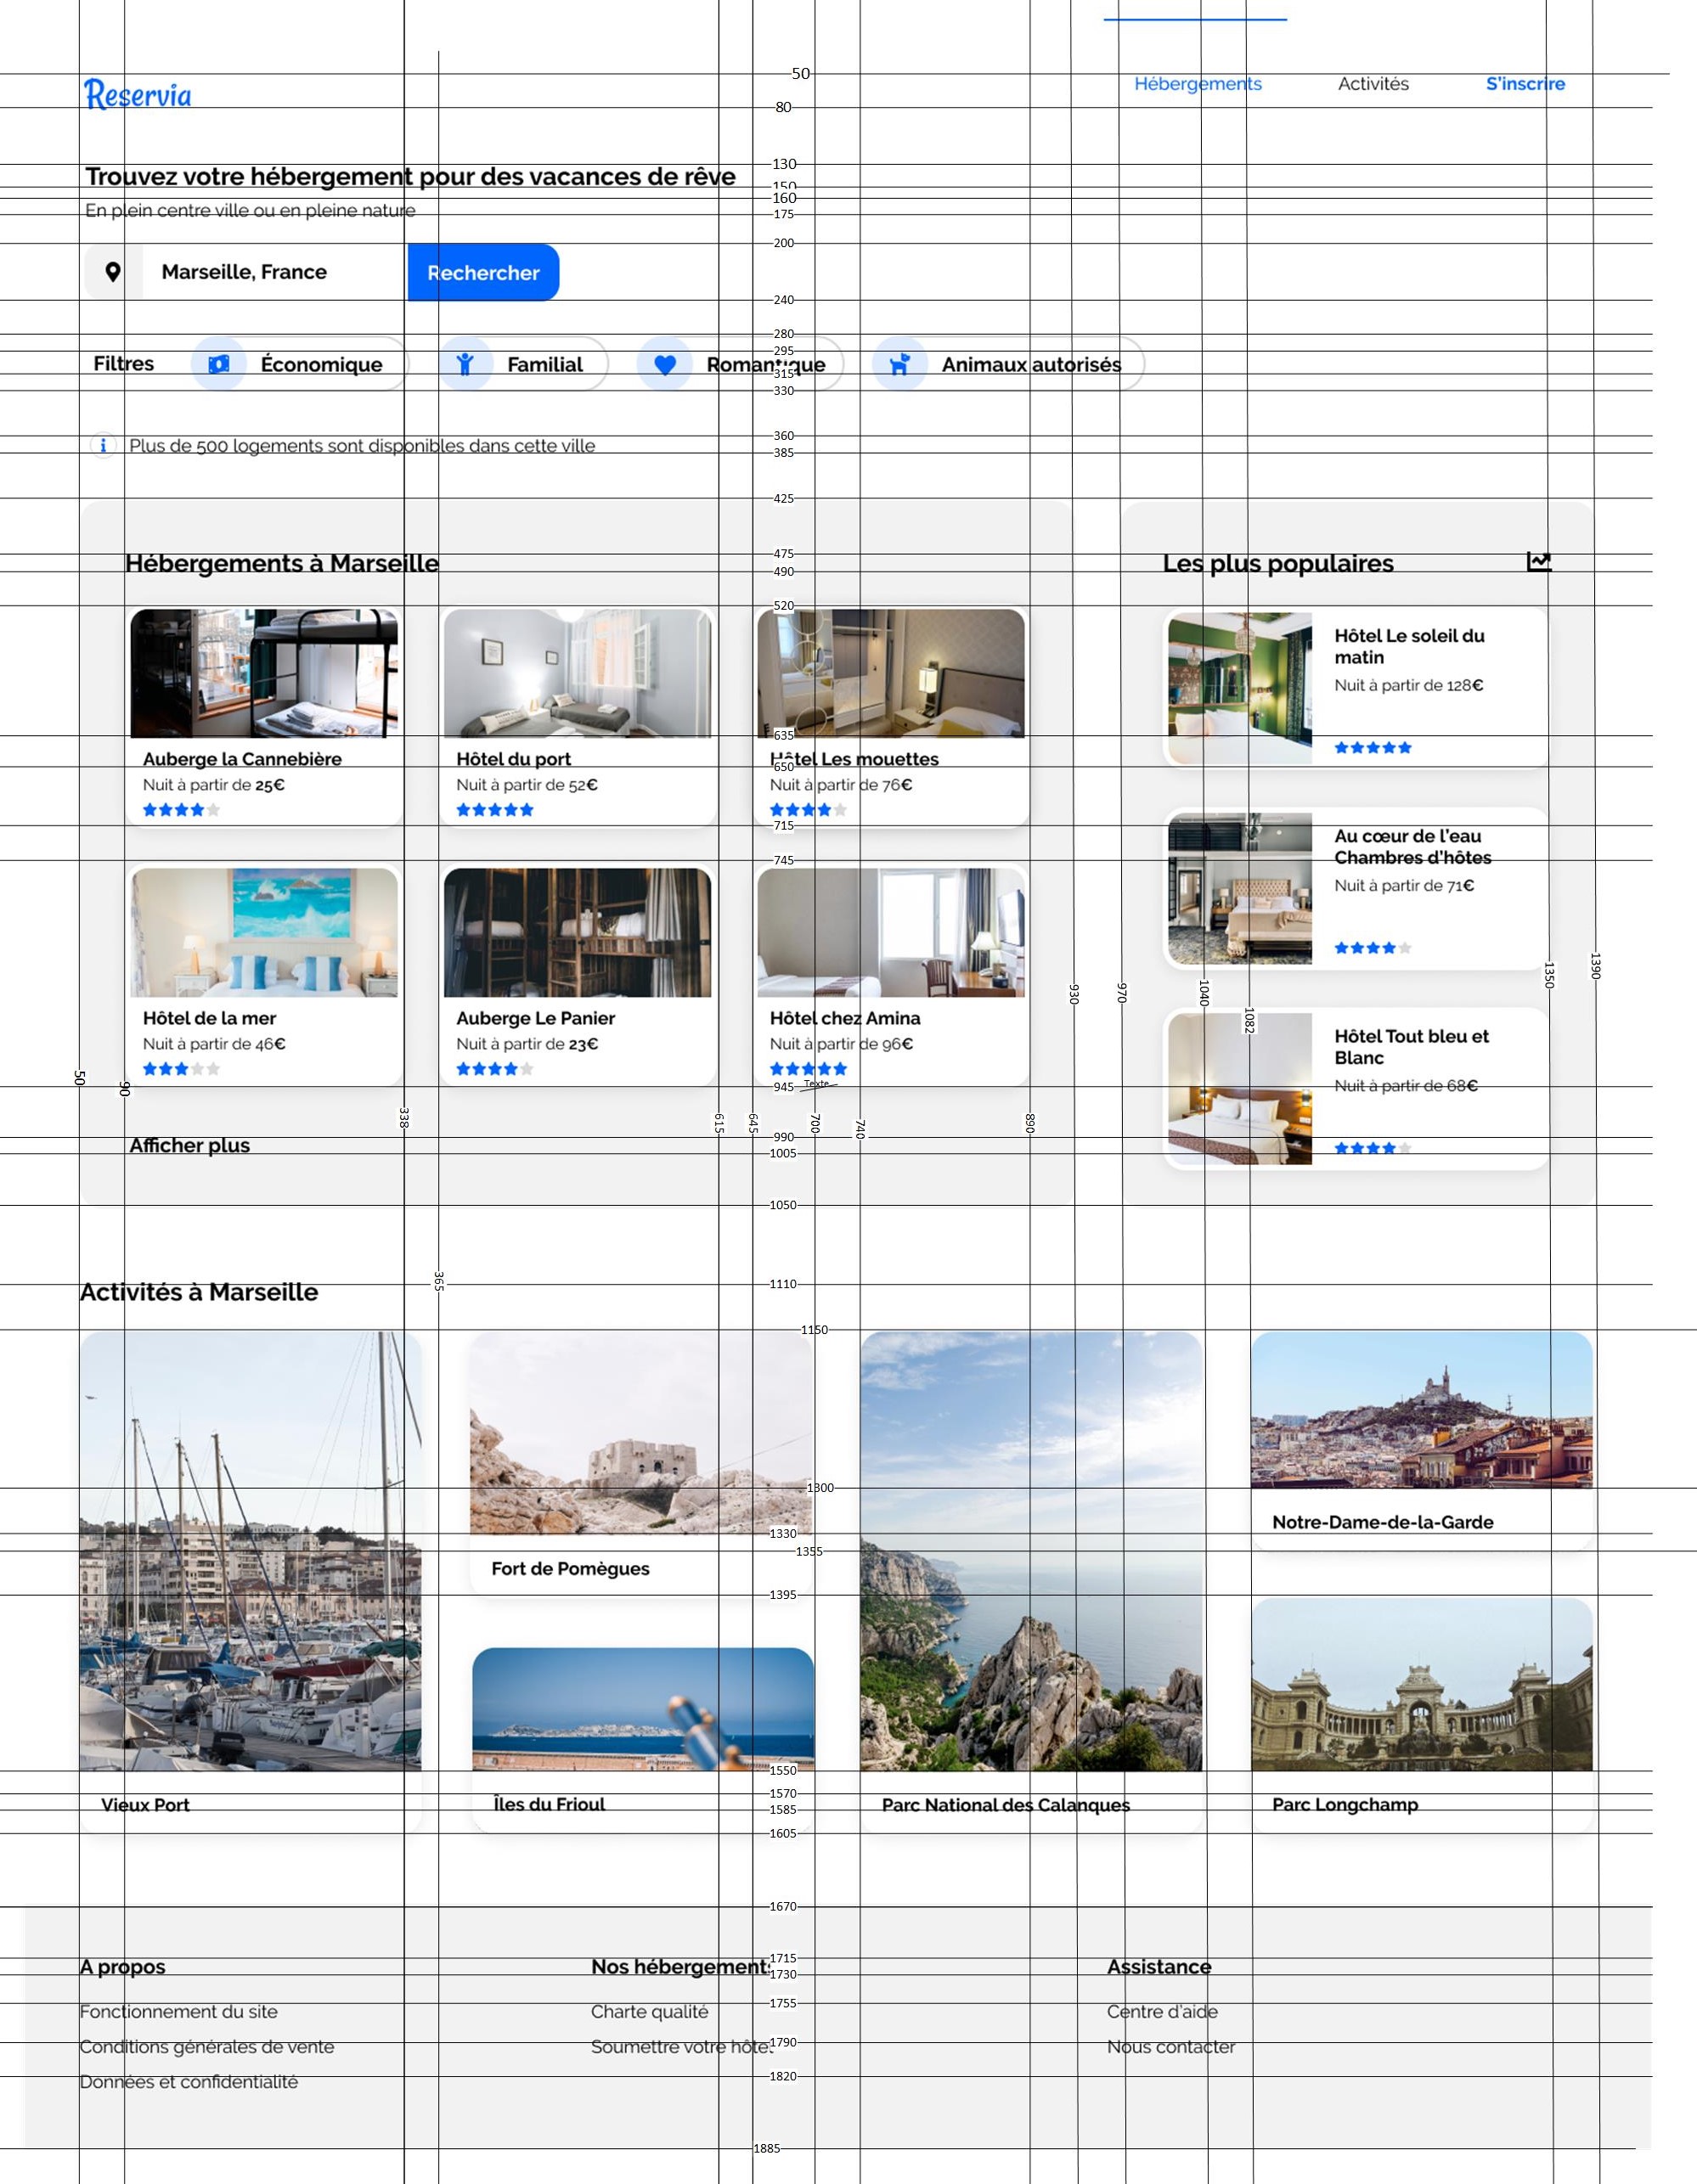 Reservia
Hébergements
Activités
S'inscrire
50
80
130
Trouvez votre hébergement pour des vacances de rêve
150
160
En plein centre ville ou en pleine nature
175
200
Marseille, France
Rechercher
240
280
295
Filtres
Économique
Familial
Romantique
Animaux autorisés
315
330
360
Plus de 500 logements sont disponibles dans cette ville
385
425
475
Hébergements à Marseille
Les plus populaires
490
520
Hôtel Le soleil du
matin
Nuit à partir de 128€
635
Auberge la Cannebière
Hôtel du port
Hôtel Les mouettes
650
Nuit à partir de 25€
Nuit à partir de 52€
Nuit à partir de 76€
715
Au cœur de l'eau
Chambres d'hôtes
745
Nuit à partir de 71€
930
970
1040
1082
1350
1390
Hôtel de la mer
Auberge Le Panier
Hôtel chez Amina
Nuit à partir de 46€
Nuit à partir de 23€
Nuit à partir de 96€
Hôtel Tout bleu et
Blanc
Nuit à partir de 68€
50
90
945
Texte
338
615
645
700
740
890
990
Afficher plus
1005
1050
365
1110
Activités à Marseille
1150
1300
Notre-Dame-de-la-Garde
1330
1355
Fort de Pomègues
1395
1550
1570
Vieux Port
Îles du Frioul
Parc National des Calanques
Parc Longchamp
1585
1605
1670
1715
A propos
Nos hébergements
Assistance
1730
1755
Fonctionnement du site
Charte qualité
Centre d'aide
1790
Conditions générales de vente
Soumettre votre hôtel
Nous contacter
1820
Données et confidentialité
1885